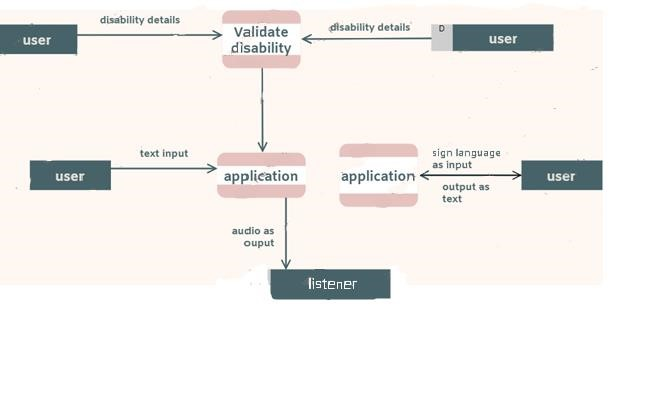 disability details
user
Validate
disability
disability details
D
user
text input
user
application
application
sign language
as input
output as
text
user
audio as
ouput
listener